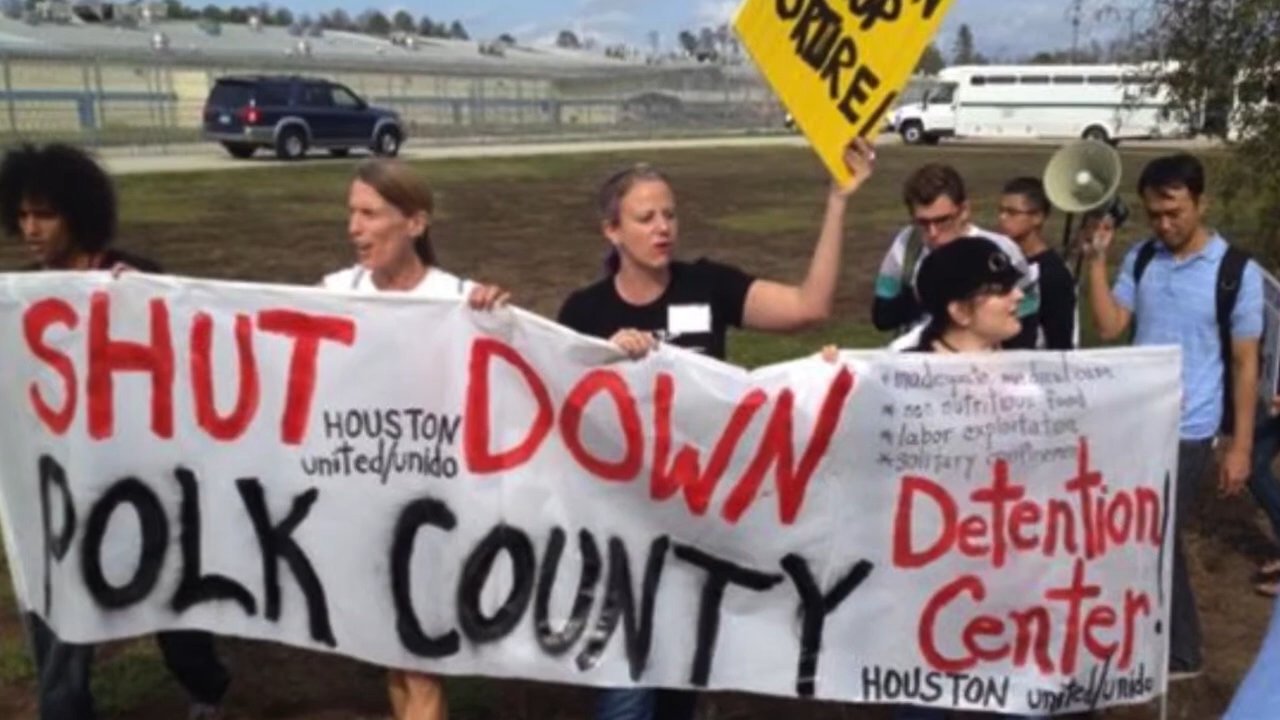 ORTURE!
SHUT DOWN
HOUSTON
united/unido
POLK COUNTY
* inadequate medical care
* non nutritious food
* labor exploitation
* solitary confinement
Detention
Center!
HOUSTON united/unido